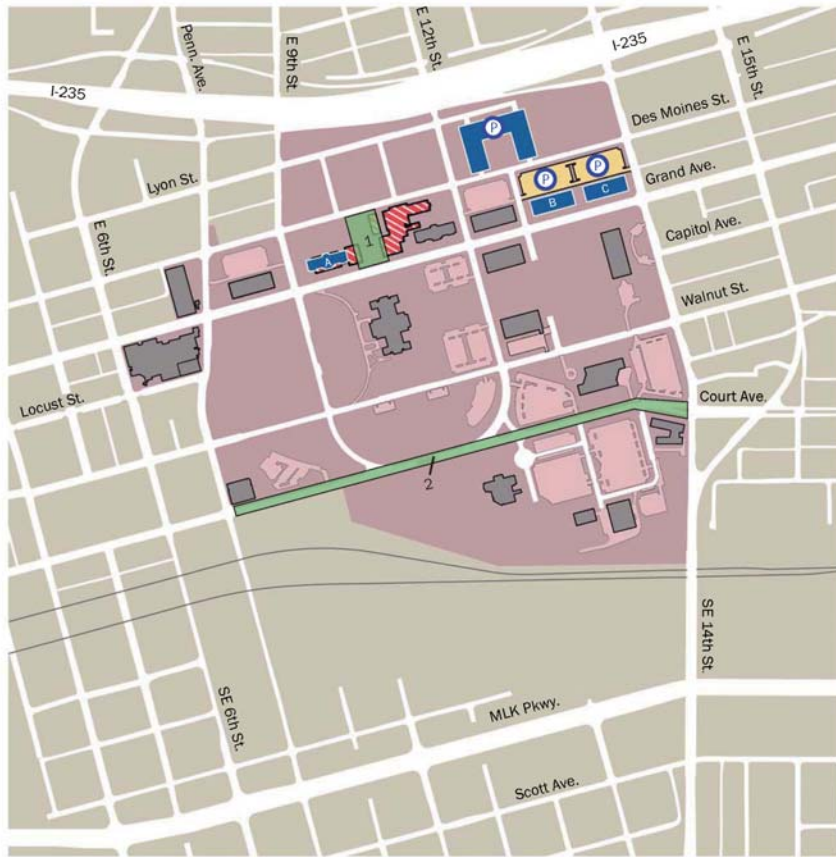 I-235
I-235
Penn. Ave.
E 9th St.
E 12th St.
E 15th St.
Des Moines St.
Lyon St.
Grand Ave.
Capitol Ave.
E 6th St.
Walnut St.
Locust St.
Court Ave.
P
P
P
A
B
C
1
2
SE 14th St.
SE 6th St.
MLK Pkwy.
Scott Ave.